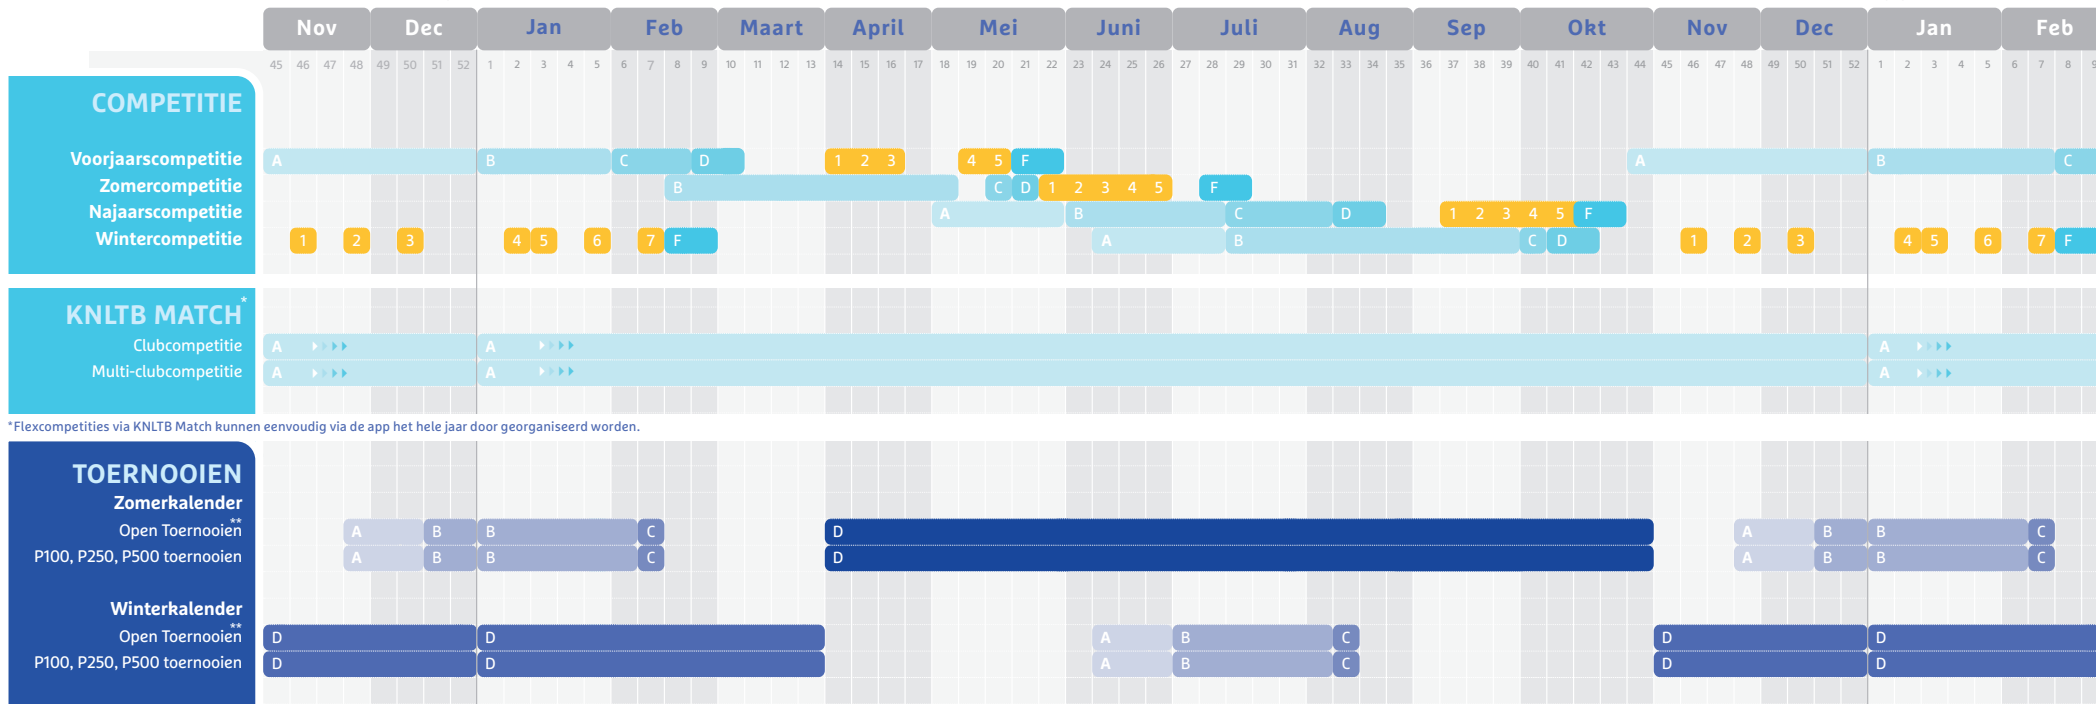 Nov Dec Jan Feb Maart April Mei Juni Juli Aug Sep Okt Nov Dec Jan Feb
45 46 47 48 49 50 51 52 1 2 3 4 5 6 7 8 9 10 11 12 13 14 15 16 17 18 19 20 21 22 23 24 25 26 27 28 29 30 31 32 33 34 35 36 37 38 39 40 41 42 43 44 45 46 47 48 49 50 51 52 1 2 3 4 5 6 7 8 9
COMPETITIE
Voorjaarscompetitie A B C D 1 2 3 4 5 F A B C
Zomercompetitie B C D 1 2 3 4 5 F
Najaarscompetitie A B C D 1 2 3 4 5 F
Wintercompetitie 1 2 3 4 5 6 7 F A B C D 1 2 3 4 5 6 7 F
KNLTB MATCH*
Clubcompetitie A A A
Multi-clubcompetitie A A A
*Flexcompetities via KNLTB Match kunnen eenvoudig via de app het hele jaar door georganiseerd worden.
TOERNOOIEN
Zomerkalender
Open Toernooien** A B B C D A B B C
P100, P250, P500 toernooien A B B C D A B B C
Winterkalender
Open Toernooien** D D A B C D D
P100, P250, P500 toernooien D D A B C D D